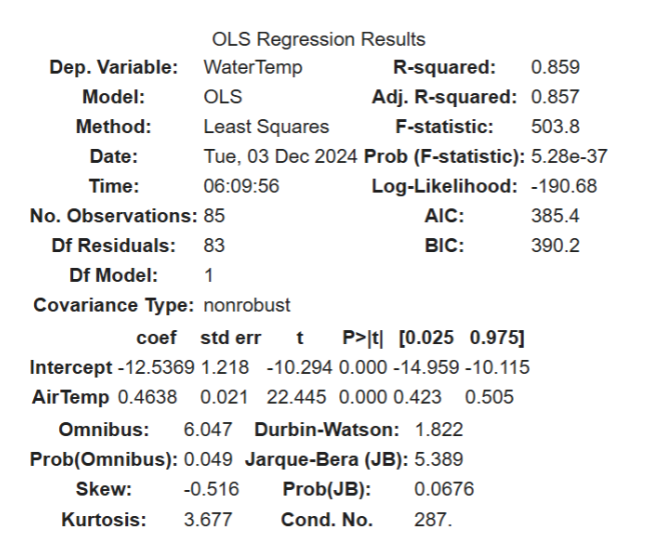 OLS Regression Results
Dep. Variable: WaterTemp R-squared: 0.859
Model: OLS Adj. R-squared: 0.857
Method: Least Squares F-statistic: 503.8
Date: Tue, 03 Dec 2024 Prob (F-statistic): 5.28e-37
Time: 06:09:56 Log-Likelihood: -190.68
No. Observations: 85 AIC: 385.4
Df Residuals: 83 BIC: 390.2
Df Model: 1
Covariance Type: nonrobust
coef std err t P>|t| [0.025 0.975]
Intercept -12.5369 1.218 -10.294 0.000 -14.959 -10.115
AirTemp 0.4638 0.021 22.445 0.000 0.423 0.505
Omnibus: 6.047 Durbin-Watson: 1.822
Prob(Omnibus): 0.049 Jarque-Bera (JB): 5.389
Skew: -0.516 Prob(JB): 0.0676
Kurtosis: 3.677 Cond. No. 287.